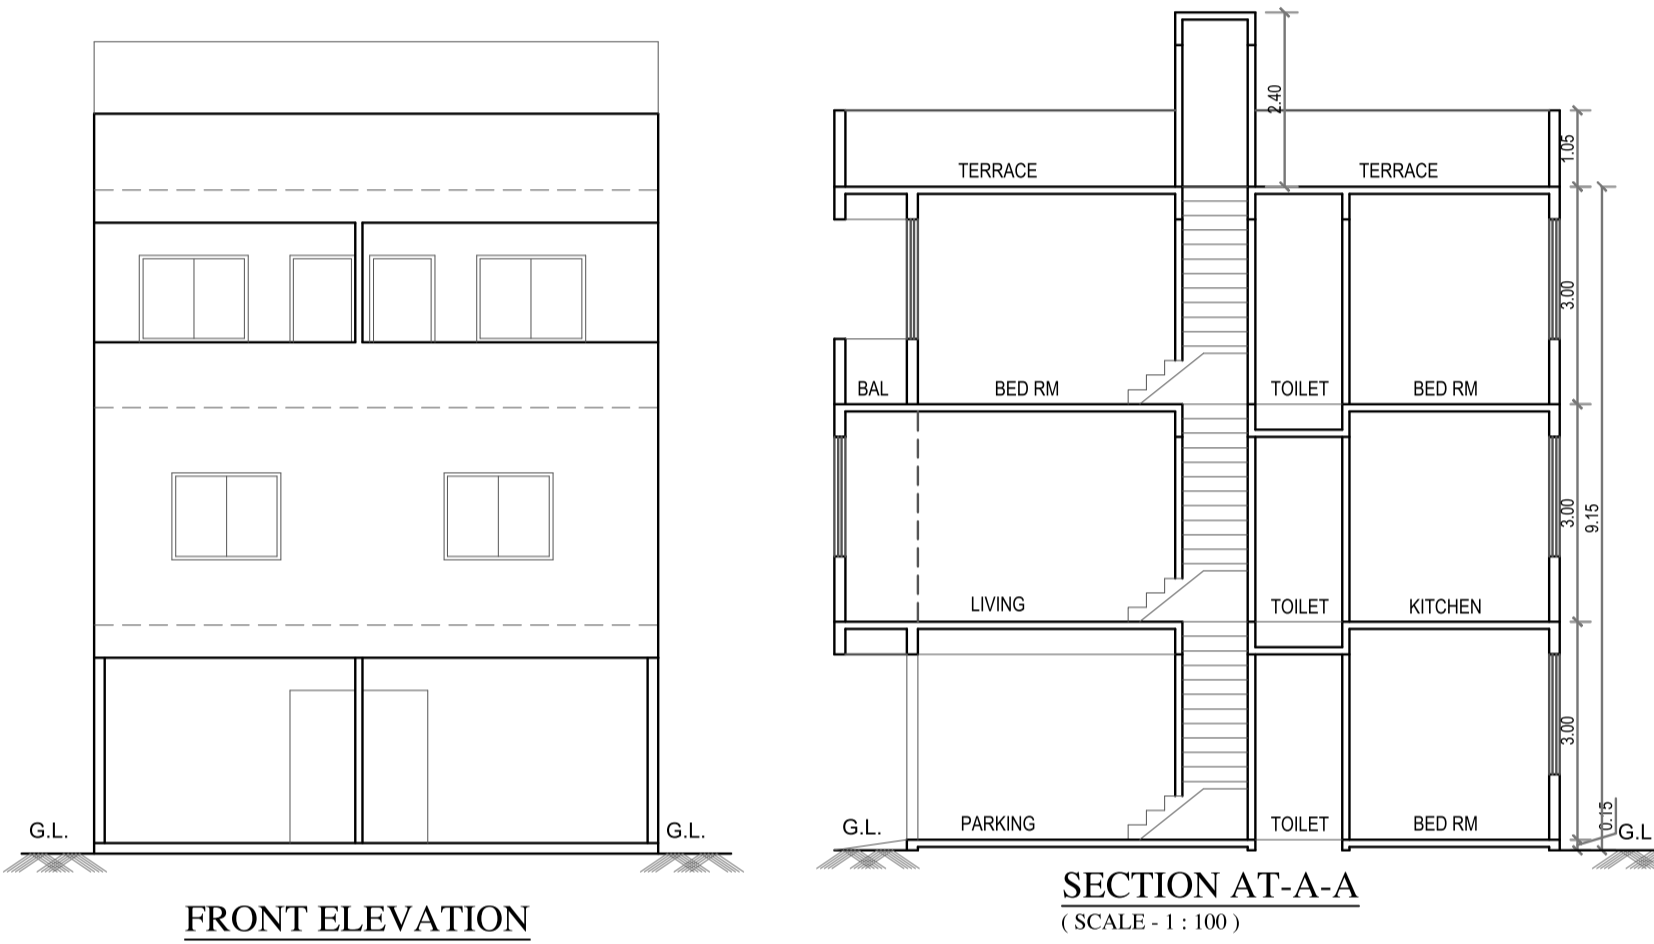 2.40
TERRACE
TERRACE
1.05
BAL
BED RM
TOILET
BED RM
3.00
LIVING
TOILET
KITCHEN
3.00
9.15
G.L.
G.L.
G.L.
PARKING
TOILET
BED RM
3.00
0.15
G.L
FRONT ELEVATION
SECTION AT-A-A
( SCALE - 1 : 100 )